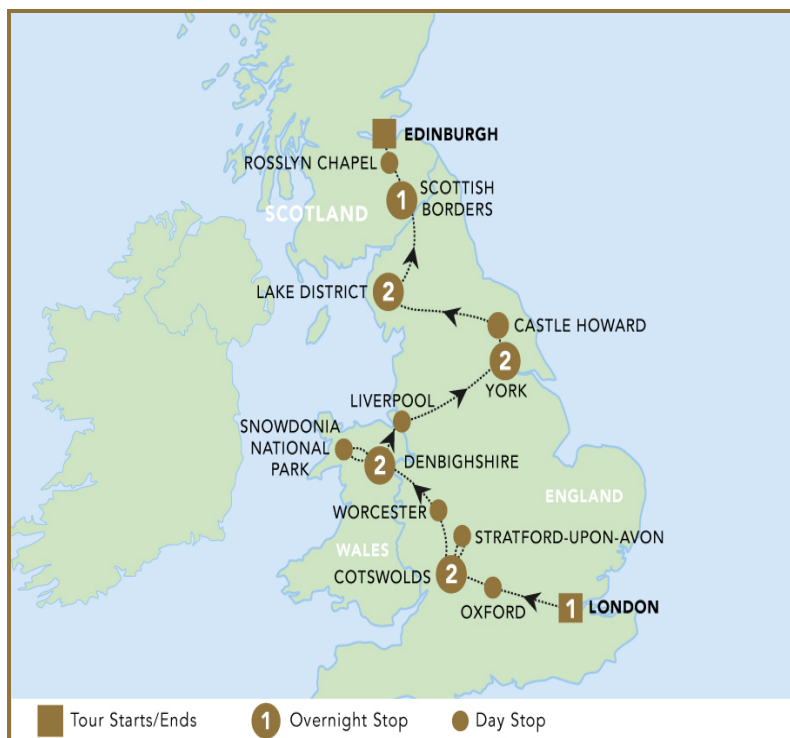 EDINBURGH
ROSSLYN CHAPEL
SCOTTISH
1
BORDERS
SCOTLAND
LAKE DISTRICT
2
CASTLE HOWARD
2
YORK
LIVERPOOL
SNOWDONIA
NATIONAL
PARK
2
DENBIGHSHIRE
ENGLAND
WORCESTER
STRATFORD-UPON-AVON
WALES
COTSWOLDS
2
OXFORD
1
LONDON
Tour Starts/Ends
1
Overnight Stop
Day Stop